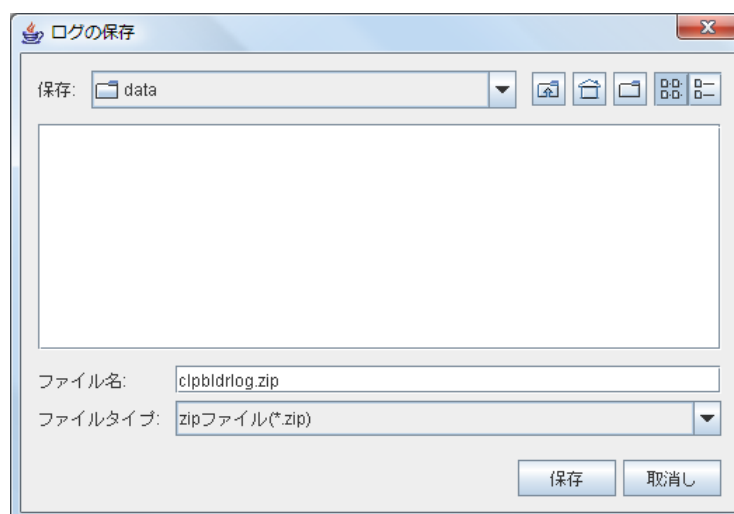 ログの保存
保存: data
ファイル名: clpbldrlog.zip
ファイルタイプ: zipファイル(*.zip)
保存 取消し